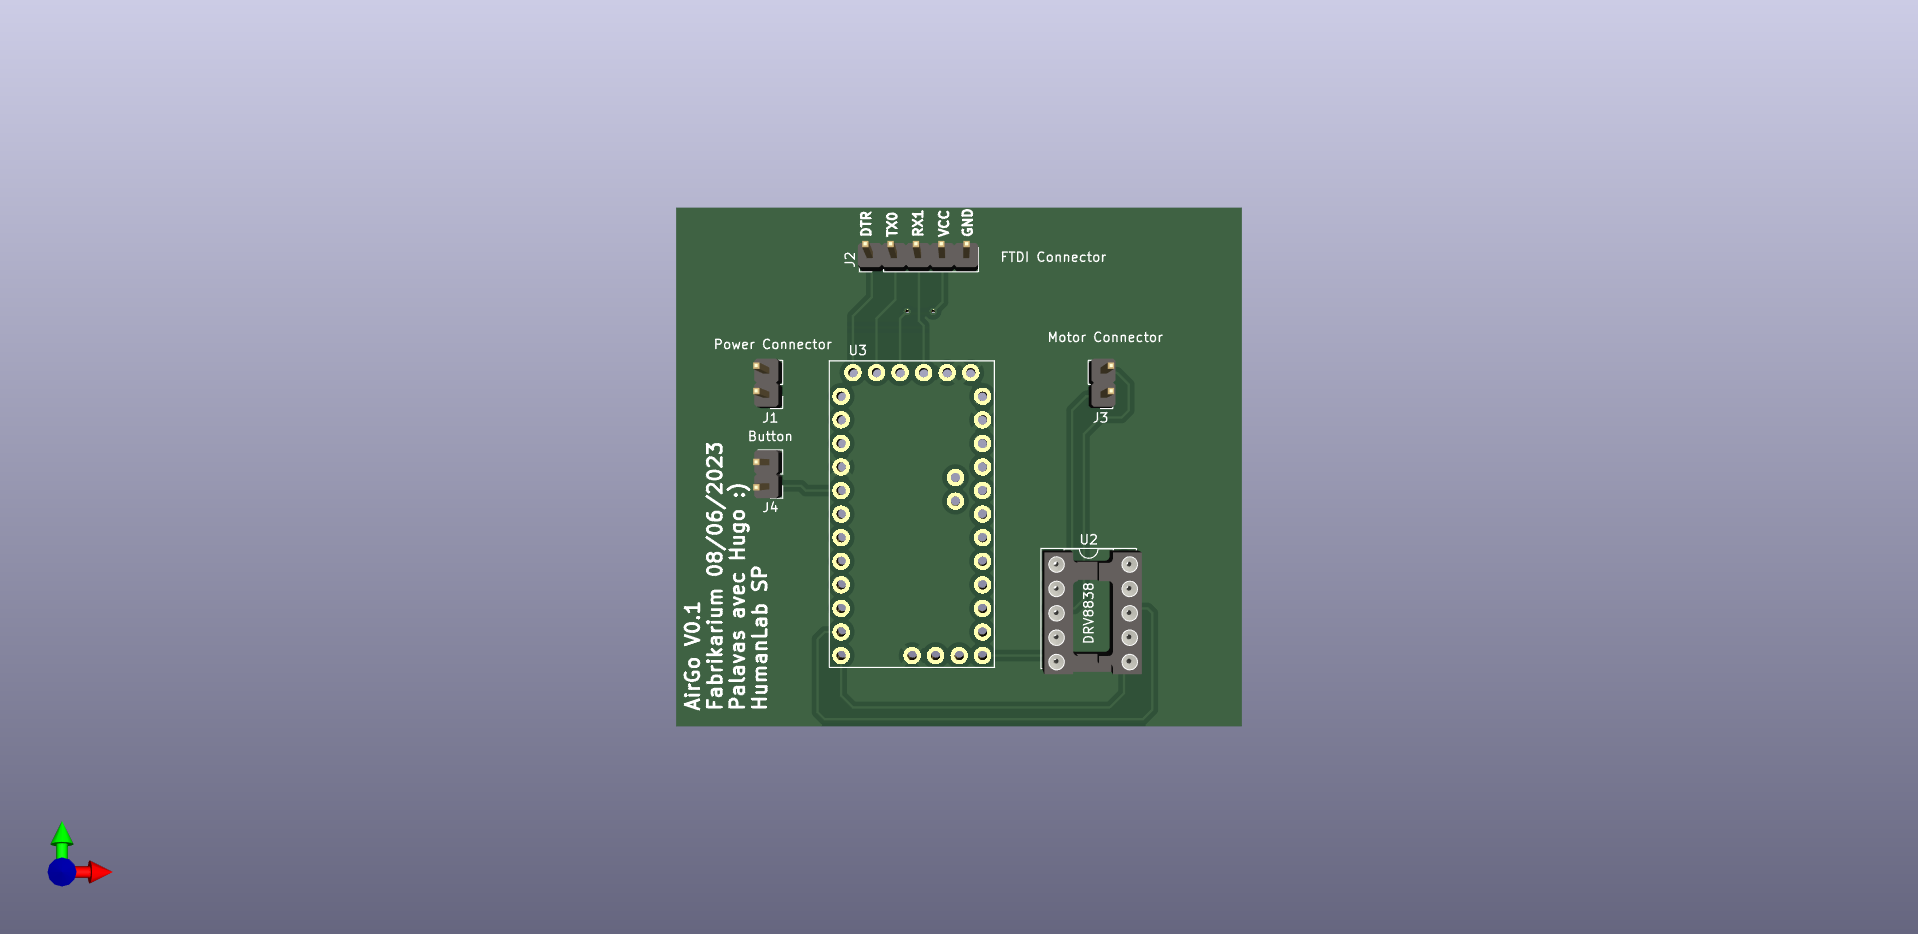 DTR TX0 RX1 VCC GND
J2
FTDI Connector
Power Connector
J1
Button
J4
U3
Motor Connector
J3
U2
DRV8838
AirGo V0.1
Fabrikarium 08/06/2023
Palavas avec Hugo :)
HumanLab SP